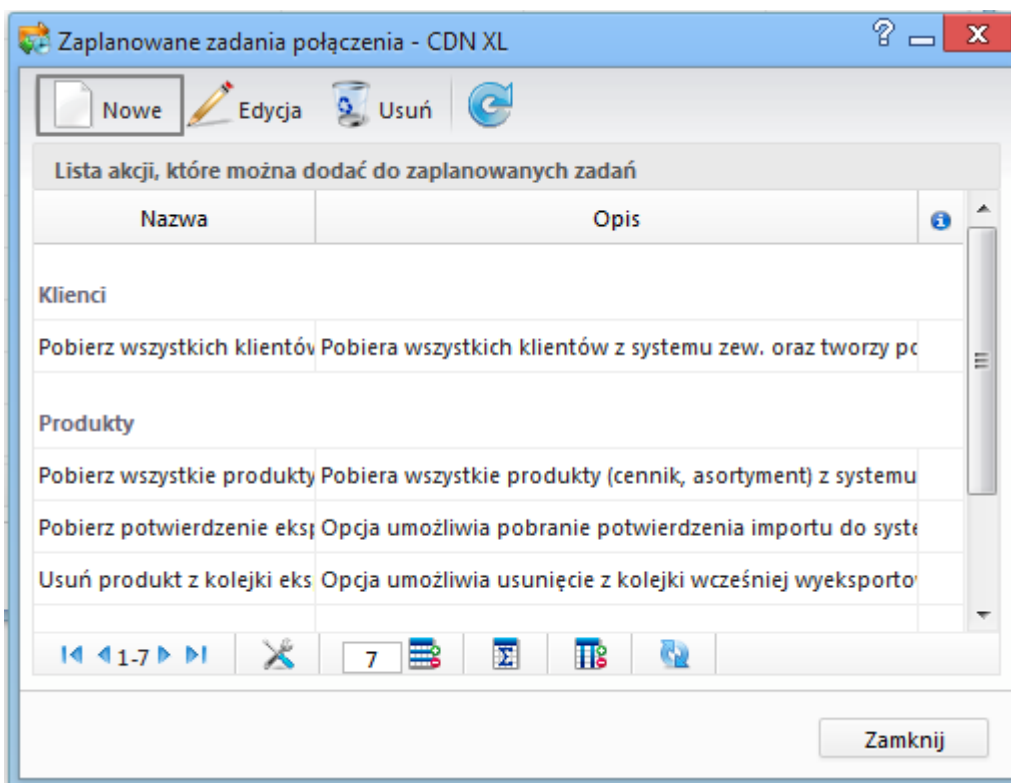 Zaplanowane zadania połączenia - CDN XL
Nowe Edycja Usuń
Lista akcji, które można dodać do zaplanowanych zadań
Nazwa Opis
Klienci
Pobierz wszystkich klientów Pobiera wszystkich klientów z systemu zew. oraz tworzy po
Produkty
Pobierz wszystkie produkty Pobiera wszystkie produkty (cennik, asortyment) z systemu
Pobierz potwierdzenie eksp Opcja umożliwia pobranie potwierdzenia importu do syste
Usuń produkt z kolejki eks Opcja umożliwia usunięcie z kolejki wcześniej wyeksporto
1-7 7
Zamknij